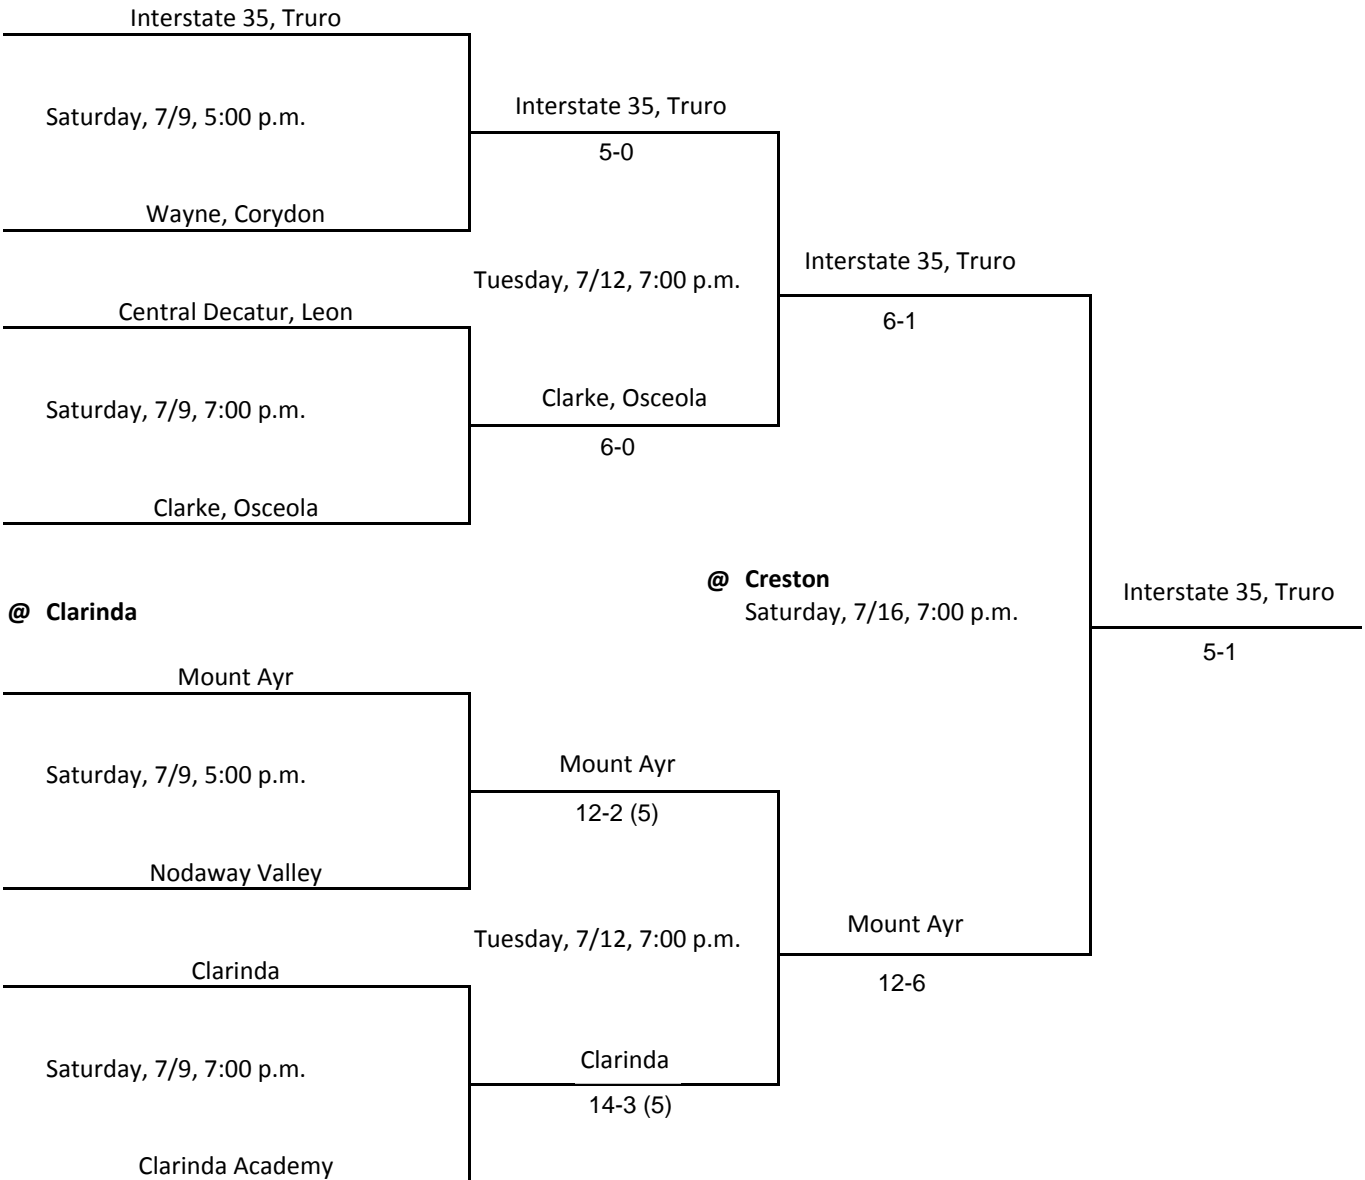 Interstate 35, Truro
Saturday, 7/9, 5:00 p.m.
Interstate 35, Truro
5-0
Wayne, Corydon
Tuesday, 7/12, 7:00 p.m.
Interstate 35, Truro
6-1
Central Decatur, Leon
Saturday, 7/9, 7:00 p.m.
Clarke, Osceola
6-0
Clarke, Osceola
@ Creston
Saturday, 7/16, 7:00 p.m.
Interstate 35, Truro
5-1
@ Clarinda
Mount Ayr
Saturday, 7/9, 5:00 p.m.
Mount Ayr
12-2 (5)
Nodaway Valley
Tuesday, 7/12, 7:00 p.m.
Mount Ayr
12-6
Clarinda
Saturday, 7/9, 7:00 p.m.
Clarinda
14-3 (5)
Clarinda Academy